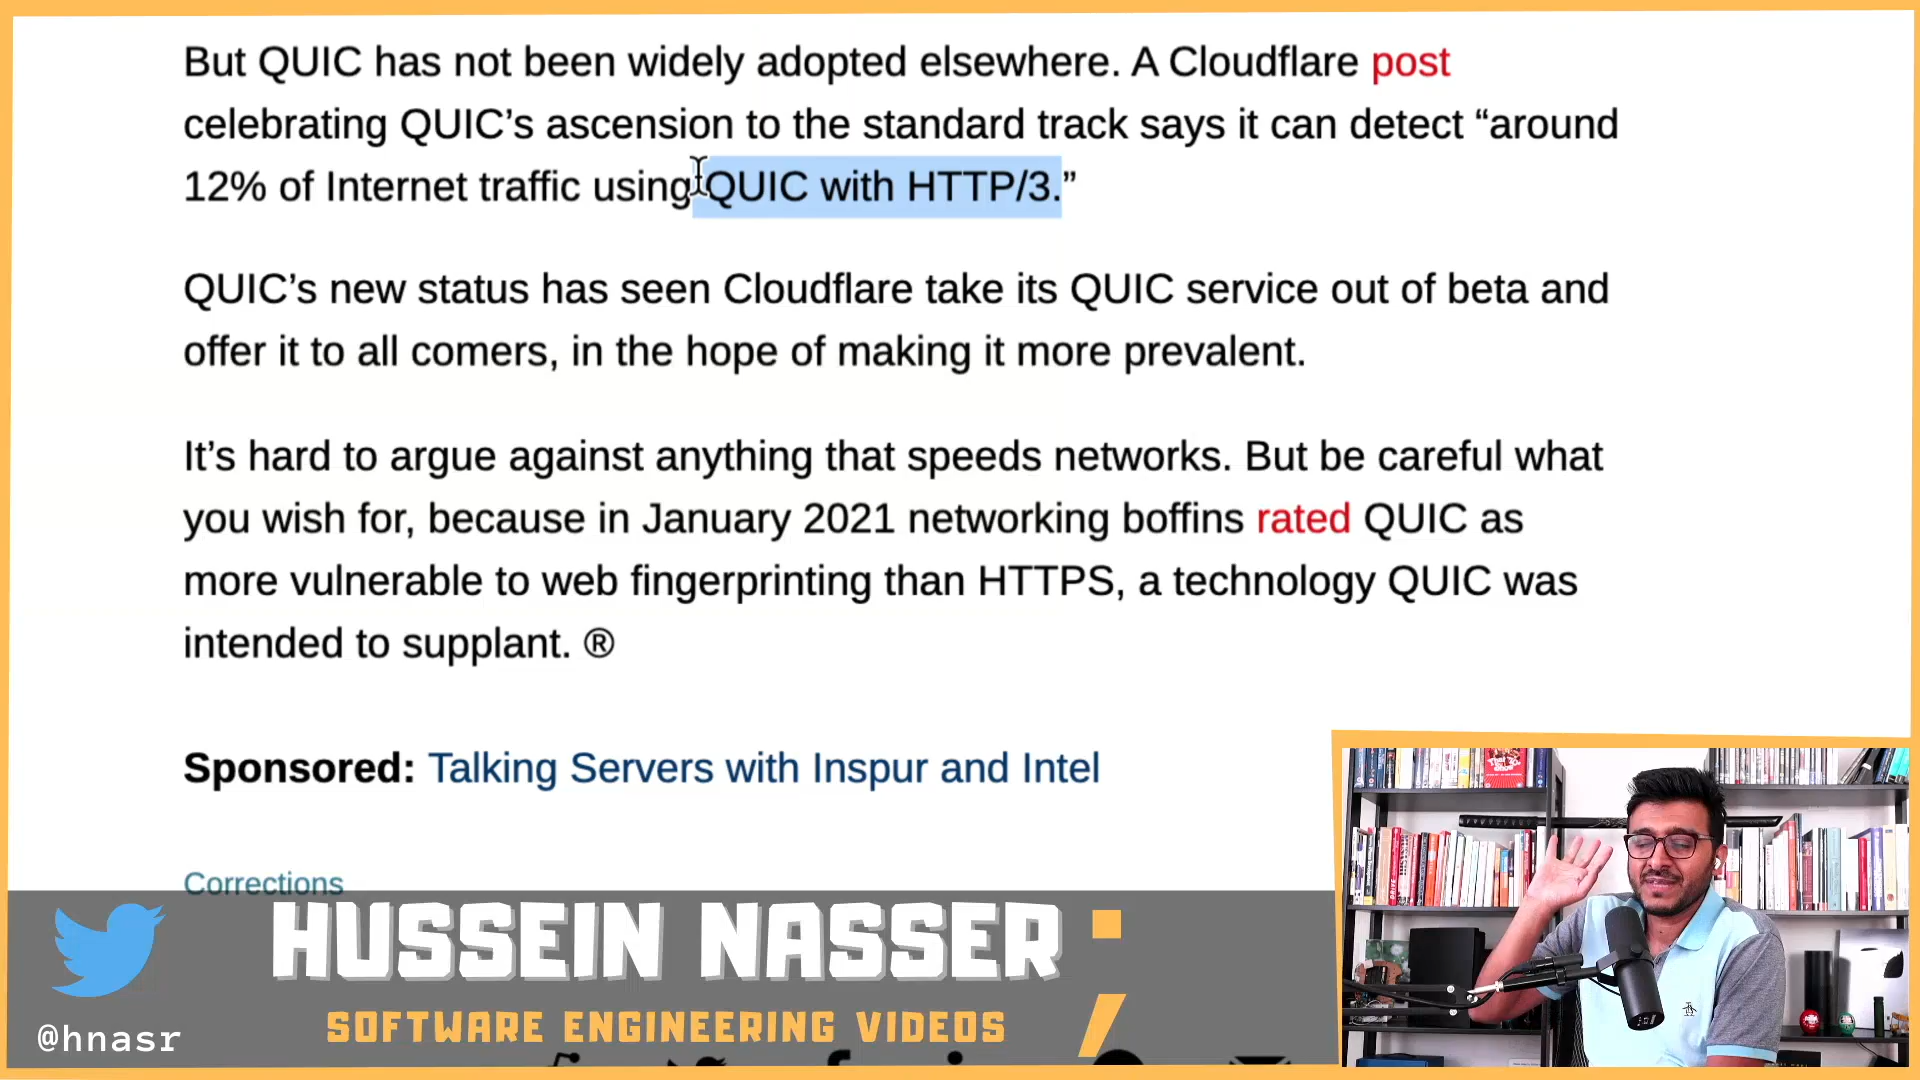 But QUIC has not been widely adopted elsewhere. A Cloudflare post
celebrating QUIC’s ascension to the standard track says it can detect “around
12% of Internet traffic using QUIC with HTTP/3.”
QUIC’s new status has seen Cloudflare take its QUIC service out of beta and
offer it to all comers, in the hope of making it more prevalent.
It’s hard to argue against anything that speeds networks. But be careful what
you wish for, because in January 2021 networking boffins rated QUIC as
more vulnerable to web fingerprinting than HTTPS, a technology QUIC was
intended to supplant. ®
Sponsored: Talking Servers with Inspur and Intel
Corrections
HUSSEIN NASSER ;
SOFTWARE ENGINEERING VIDEOS
@hnasr